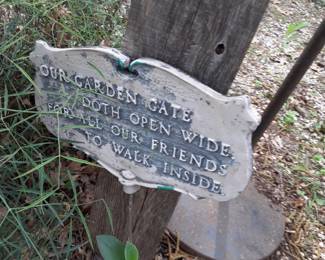 OUR GARDEN GATE
DOTH OPEN WIDE,
FOR ALL OUR FRIENDS
TO WALK INSIDE.